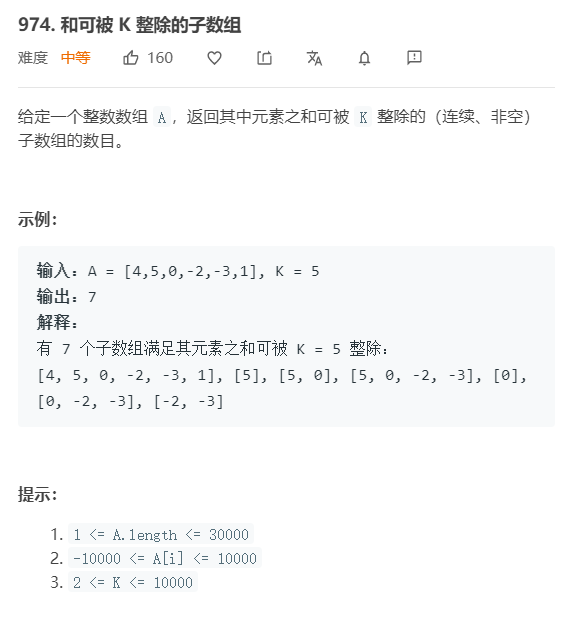 974. 和可被 K 整除的子数组
难度 中等 160
给定一个整数数组 A，返回其中元素之和可被 K 整除的（连续、非空）
子数组的数目。
示例：
输入：A = [4,5,0,-2,-3,1], K = 5
输出：7
解释：
有 7 个子数组满足其元素之和可被 K = 5 整除：
[4, 5, 0, -2, -3, 1], [5], [5, 0], [5, 0, -2, -3], [0],
[0, -2, -3], [-2, -3]
提示：
1. 1 <= A.length <= 30000
2. -10000 <= A[i] <= 10000
3. 2 <= K <= 10000